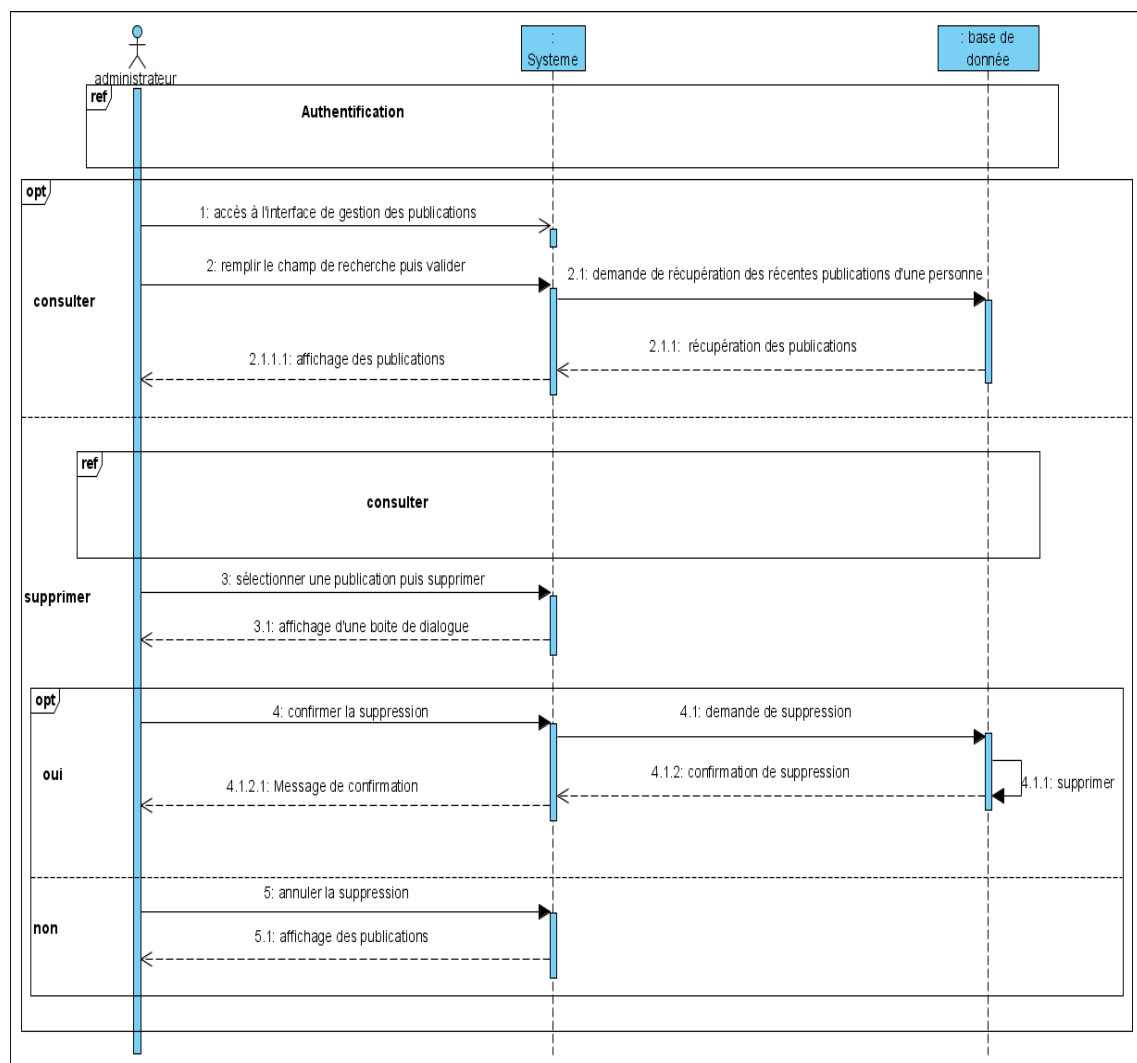 administrateur
:
Systeme
: base de
donnée
ref
Authentification
opt
1: accès à l'interface de gestion des publications
2: remplir le champ de recherche puis valider
2.1: demande de récupération des récentes publications d'une personne
consulter
2.1.1: récupération des publications
2.1.1.1: affichage des publications
ref
consulter
3: sélectionner une publication puis supprimer
supprimer
3.1: affichage d'une boite de dialogue
opt
4: confirmer la suppression
4.1: demande de suppression
oui
4.1.2: confirmation de suppression
4.1.1: supprimer
4.1.2.1: Message de confirmation
5: annuler la suppression
non
5.1: affichage des publications